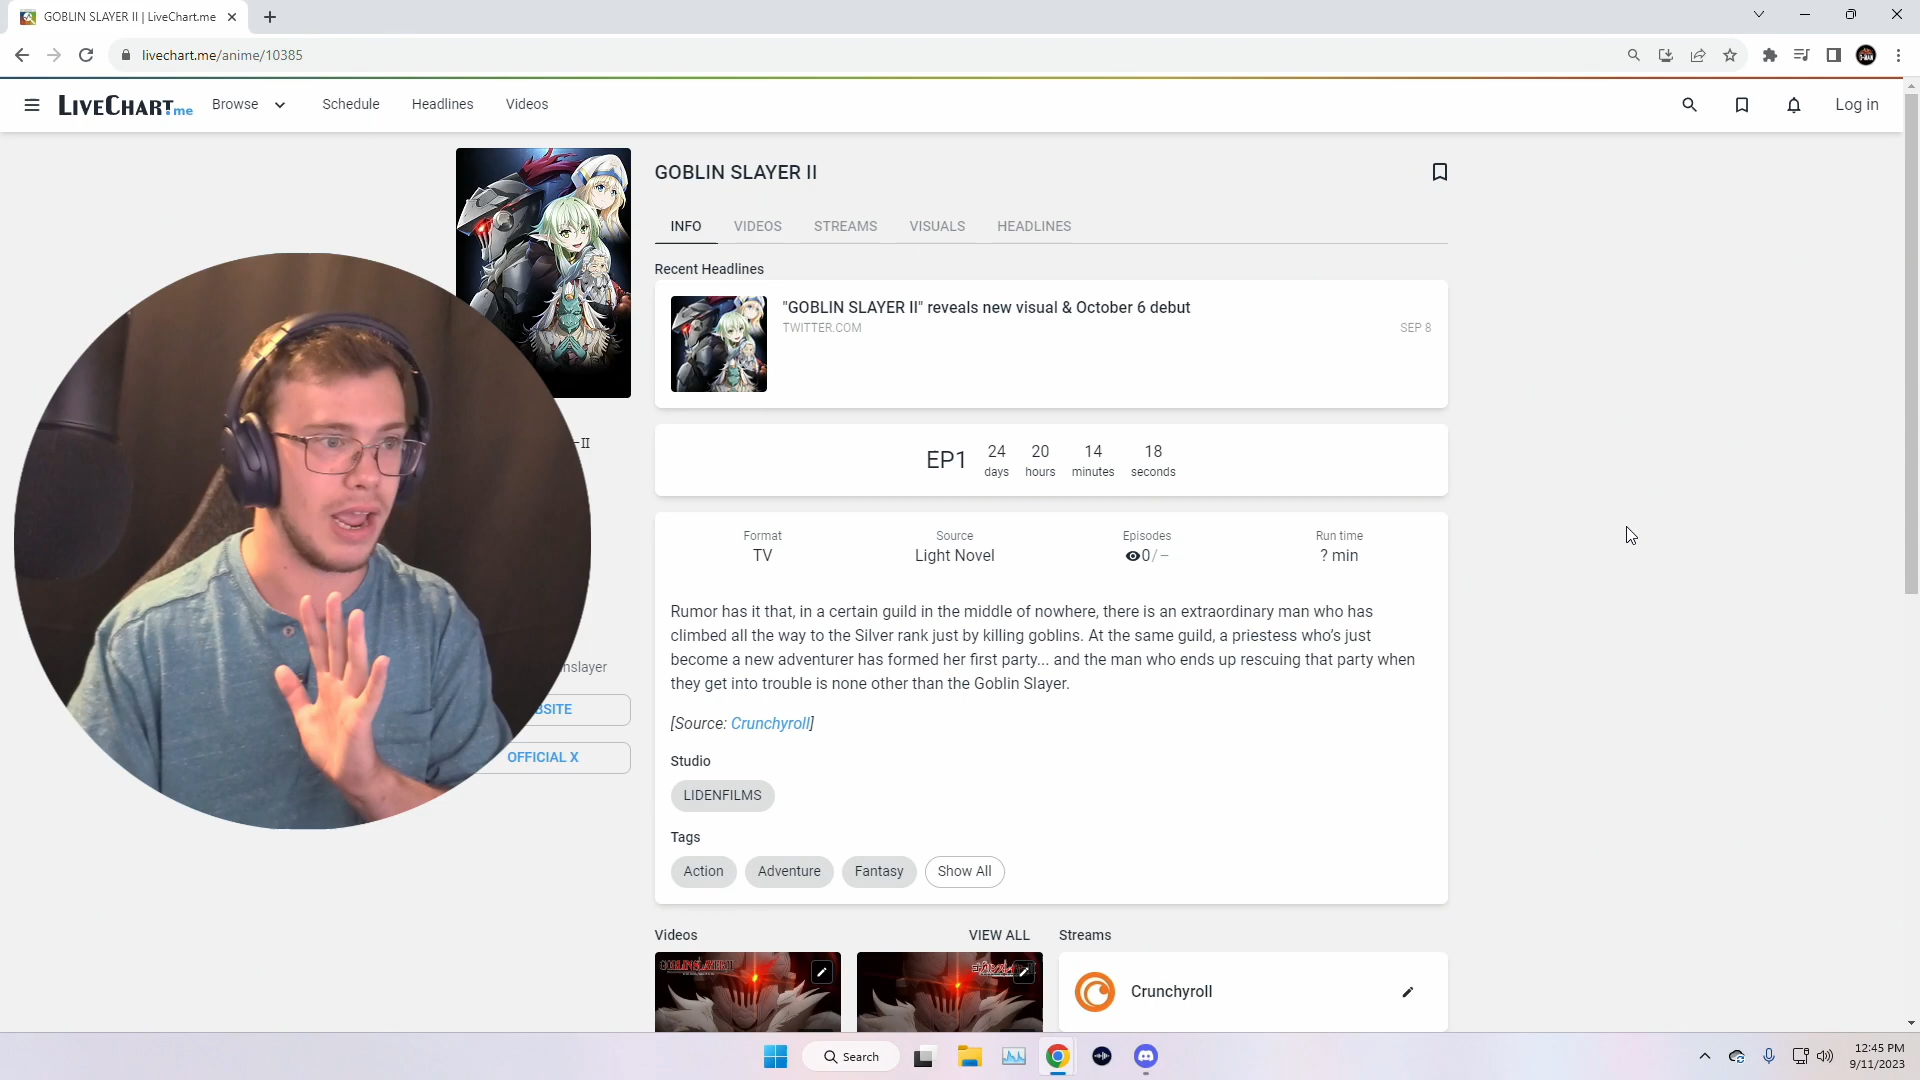 GOBLIN SLAYER II | LiveChart.me
livechart.me/anime/10385
LIVECHART.me
Browse
Schedule
Headlines
Videos
Log in
GOBLIN SLAYER II
INFO
VIDEOS
STREAMS
VISUALS
HEADLINES
Recent Headlines
"GOBLIN SLAYER II" reveals new visual & October 6 debut
TWITTER.COM
SEP 8
-II
EP1
24
20
14
18
days
hours
minutes
seconds
Format
Source
Episodes
Run time
TV
Light Novel
0/–
? min
Rumor has it that, in a certain guild in the middle of nowhere, there is an extraordinary man who has
climbed all the way to the Silver rank just by killing goblins. At the same guild, a priestess who's just
become a new adventurer has formed her first party... and the man who ends up rescuing that party when
they get into trouble is none other than the Goblin Slayer.
nslayer
BSITE
OFFICIAL X
[Source: Crunchyroll]
Studio
LIDENFILMS
Tags
Action
Adventure
Fantasy
Show All
Videos
VIEW ALL
Streams
GOBLIN SLAYER II
Crunchyroll
Search
12:45 PM
9/11/2023